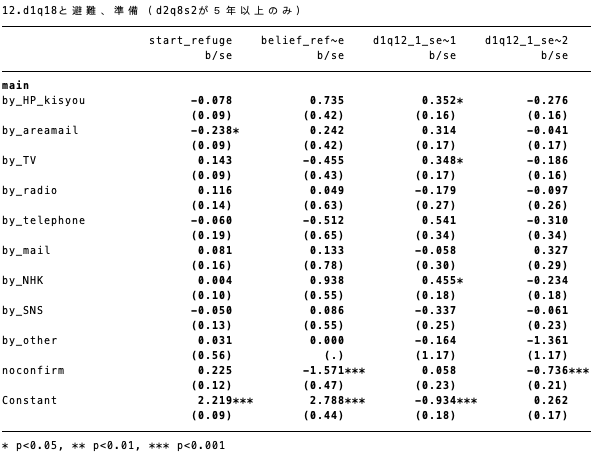 12.d1q18と避難、準備（d2q8s2が５年以上のみ）
start_refuge belief_ref~e d1q12_1_se~1 d1q12_1_se~2
b/se b/se b/se b/se
main
by_HP_kisyou -0.078 0.735 0.352* -0.276
(0.09) (0.42) (0.16) (0.16)
by_areamail -0.238* 0.242 0.314 -0.041
(0.09) (0.42) (0.17) (0.17)
by_TV 0.143 -0.455 0.348* -0.186
(0.09) (0.43) (0.17) (0.16)
by_radio 0.116 0.049 -0.179 -0.097
(0.14) (0.63) (0.27) (0.26)
by_telephone -0.060 -0.512 0.541 -0.310
(0.19) (0.65) (0.34) (0.34)
by_mail 0.081 0.133 -0.058 0.327
(0.16) (0.78) (0.30) (0.29)
by_NHK 0.004 0.938 0.455* -0.234
(0.10) (0.55) (0.18) (0.18)
by_SNS -0.050 0.086 -0.337 -0.061
(0.13) (0.55) (0.25) (0.23)
by_other 0.031 0.000 -0.164 -1.361
(0.56) (.) (1.17) (1.17)
noconfirm 0.225 -1.571*** 0.058 -0.736***
(0.12) (0.47) (0.23) (0.21)
Constant 2.219*** 2.788*** -0.934*** 0.262
(0.09) (0.44) (0.18) (0.17)
* p<0.05, ** p<0.01, *** p<0.001